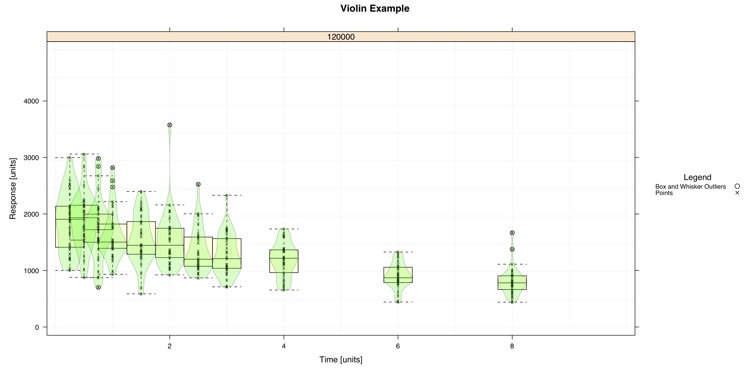 Violin Example
120000
4000
3000
2000
1000
0
Response [units]
2
4
6
8
Time [units]
Legend
Box and Whisker Outliers
Points